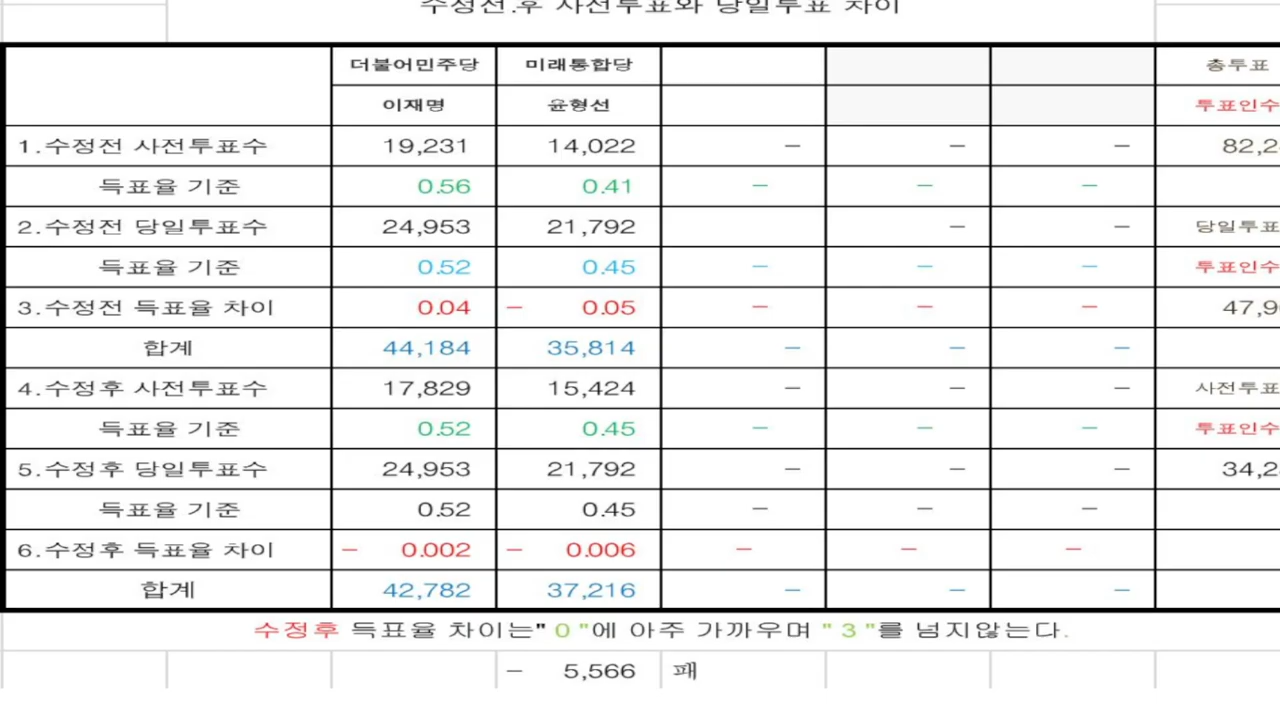 수정전.후 사전투표와 당일투표 차이
더불어민주당 미래통합당 총투표
이재명 윤형선 투표인수
1.수정전 사전투표수 19,231 14,022 - - - 82,2
득표율 기준 0.56 0.41 - - -
2.수정전 당일투표수 24,953 21,792 - - 당일투표
득표율 기준 0.52 0.45 - - - 투표인수
3.수정전 득표율 차이 0.04 - 0.05 - - - 47,9
합계 44,184 35,814 - - -
4.수정후 사전투표수 17,829 15,424 - - - 사전투표
득표율 기준 0.52 0.45 - - - 투표인수
5.수정후 당일투표수 24,953 21,792 - - - 34,2
득표율 기준 0.52 0.45 - - -
6.수정후 득표율 차이 - 0.002 - 0.006 - - -
합계 42,782 37,216 - - -
수정후 득표율 차이는" 0 "에 아주 가까우며 " 3 "를 넘지않는다.
- 5,566 패